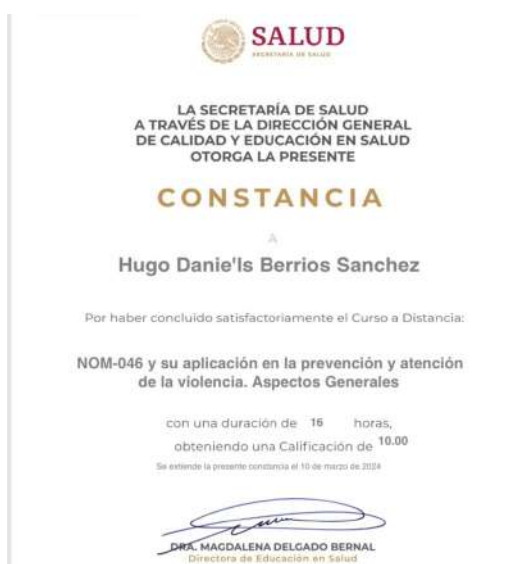 SALUD
SECRETARÍA DE SALUD
LA SECRETARÍA DE SALUD
A TRAVÉS DE LA DIRECCIÓN GENERAL
DE CALIDAD Y EDUCACIÓN EN SALUD
OTORGA LA PRESENTE
CONSTANCIA
A
Hugo Danie'ls Berrios Sanchez
Por haber concluido satisfactoriamente el Curso a Distancia:
NOM-046 y su aplicación en la prevención y atención
de la violencia. Aspectos Generales
con una duración de 16 horas,
obteniendo una Calificación de 10.00
Se extiende la presente constancia el 10 de marzo de 2024
DRA. MAGDALENA DELGADO BERNAL
Directora de Educación en Salud